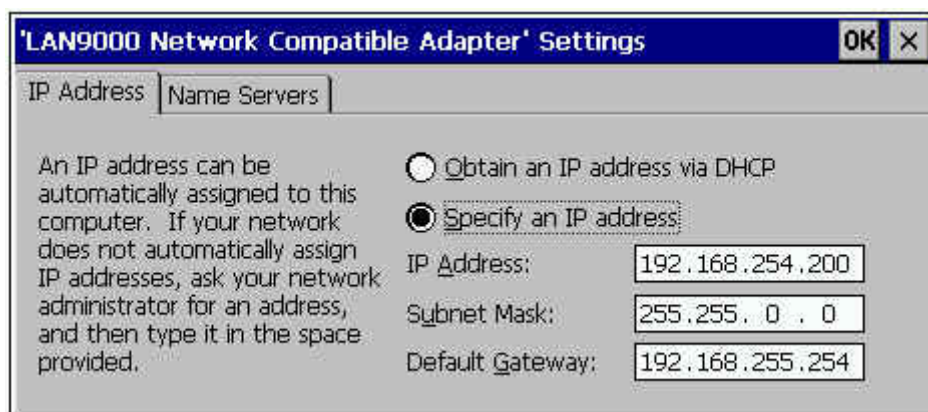 'LAN9000 Network Compatible Adapter' Settings OK ×
IP Address Name Servers
An IP address can be
automatically assigned to this
computer. If your network
does not automatically assign
IP addresses, ask your network
administrator for an address,
and then type it in the space
provided.
Obtain an IP address via DHCP
Specify an IP address
IP Address: 192.168.254.200
Subnet Mask: 255.255. 0 . 0
Default Gateway: 192.168.255.254